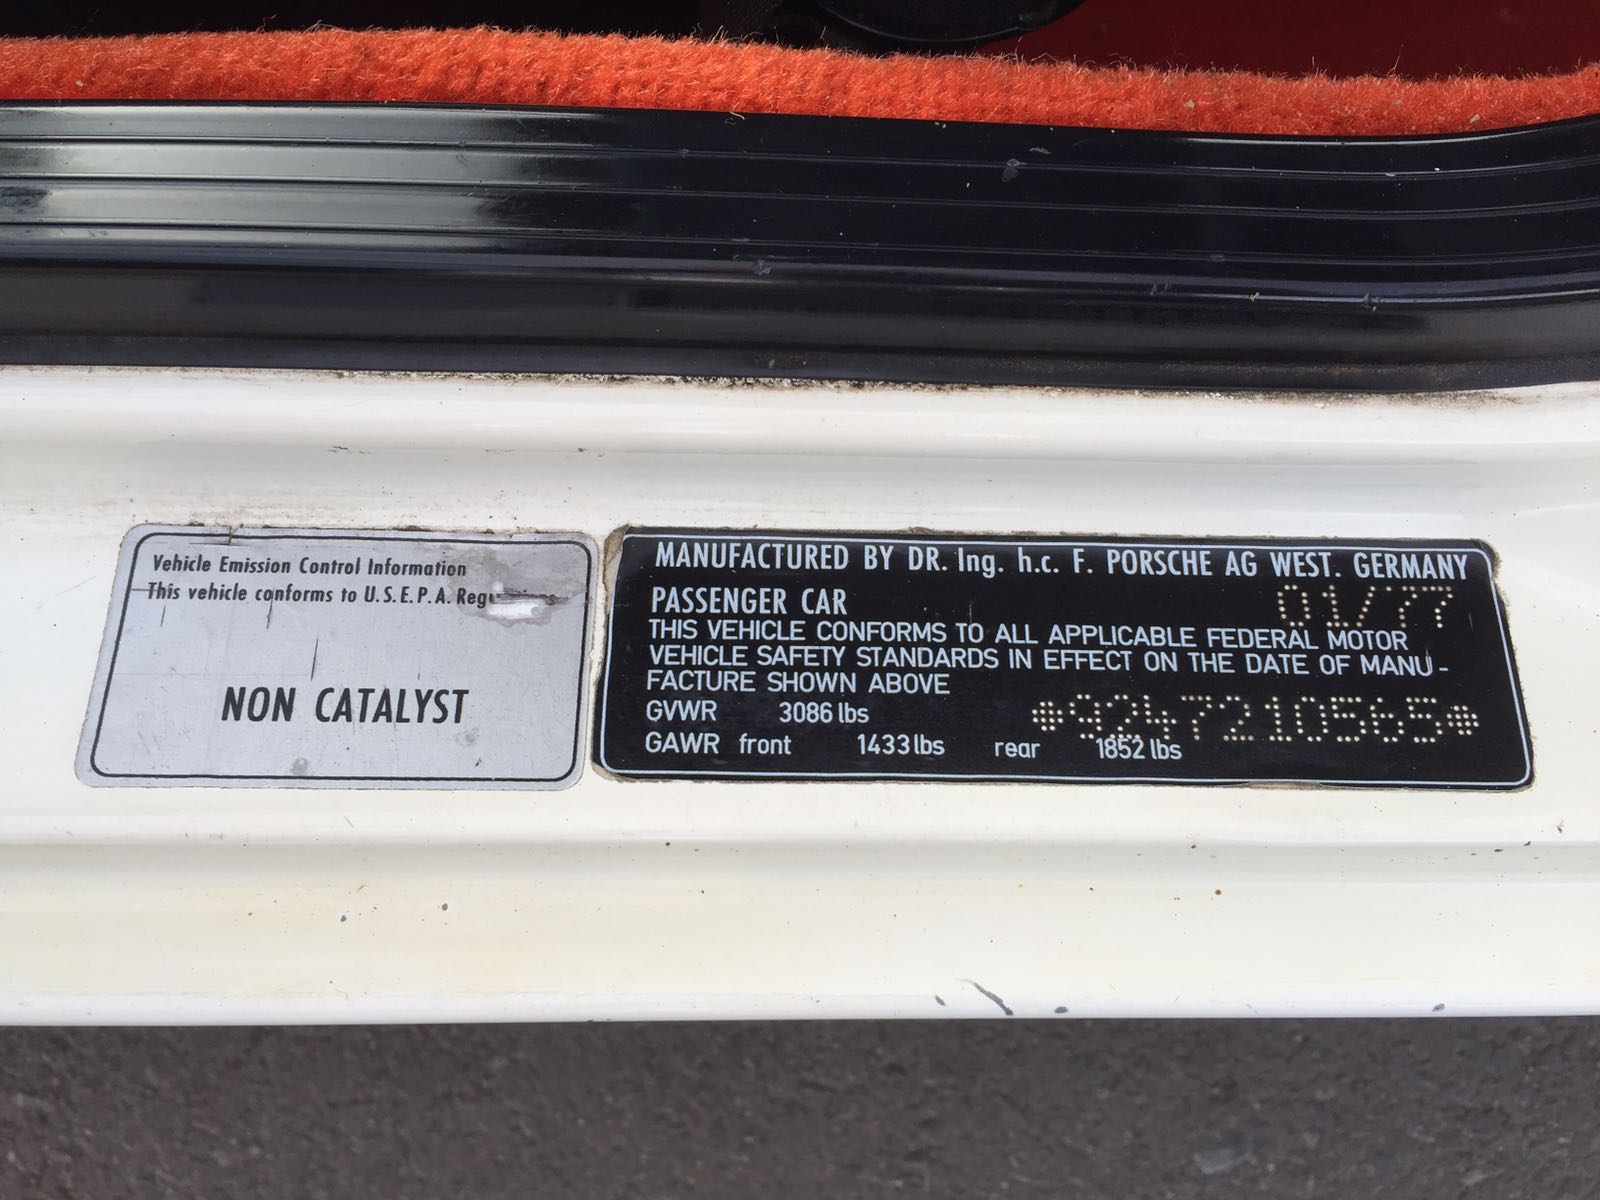 Vehicle Emission Control Information
This vehicle conforms to U.S.E.P.A.
NON CATALYST
MANUFACTURED BY DR. Ing. h.c. F. PORSCHE AG WEST. GERMANY
PASSENGER CAR 01/77
THIS VEHICLE CONFORMS TO ALL APPLICABLE FEDERAL MOTOR
VEHICLE SAFETY STANDARDS IN EFFECT ON THE DATE OF MANU-
FACTURE SHOWN ABOVE
GVWR 3086 lbs *9247210565*
GAWR front 1433 lbs rear 1852 lbs